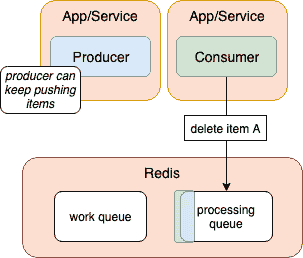 App/Service
App/Service
Producer
Consumer
producer can
keep pushing
items
delete item A
Redis
work queue
processing
queue